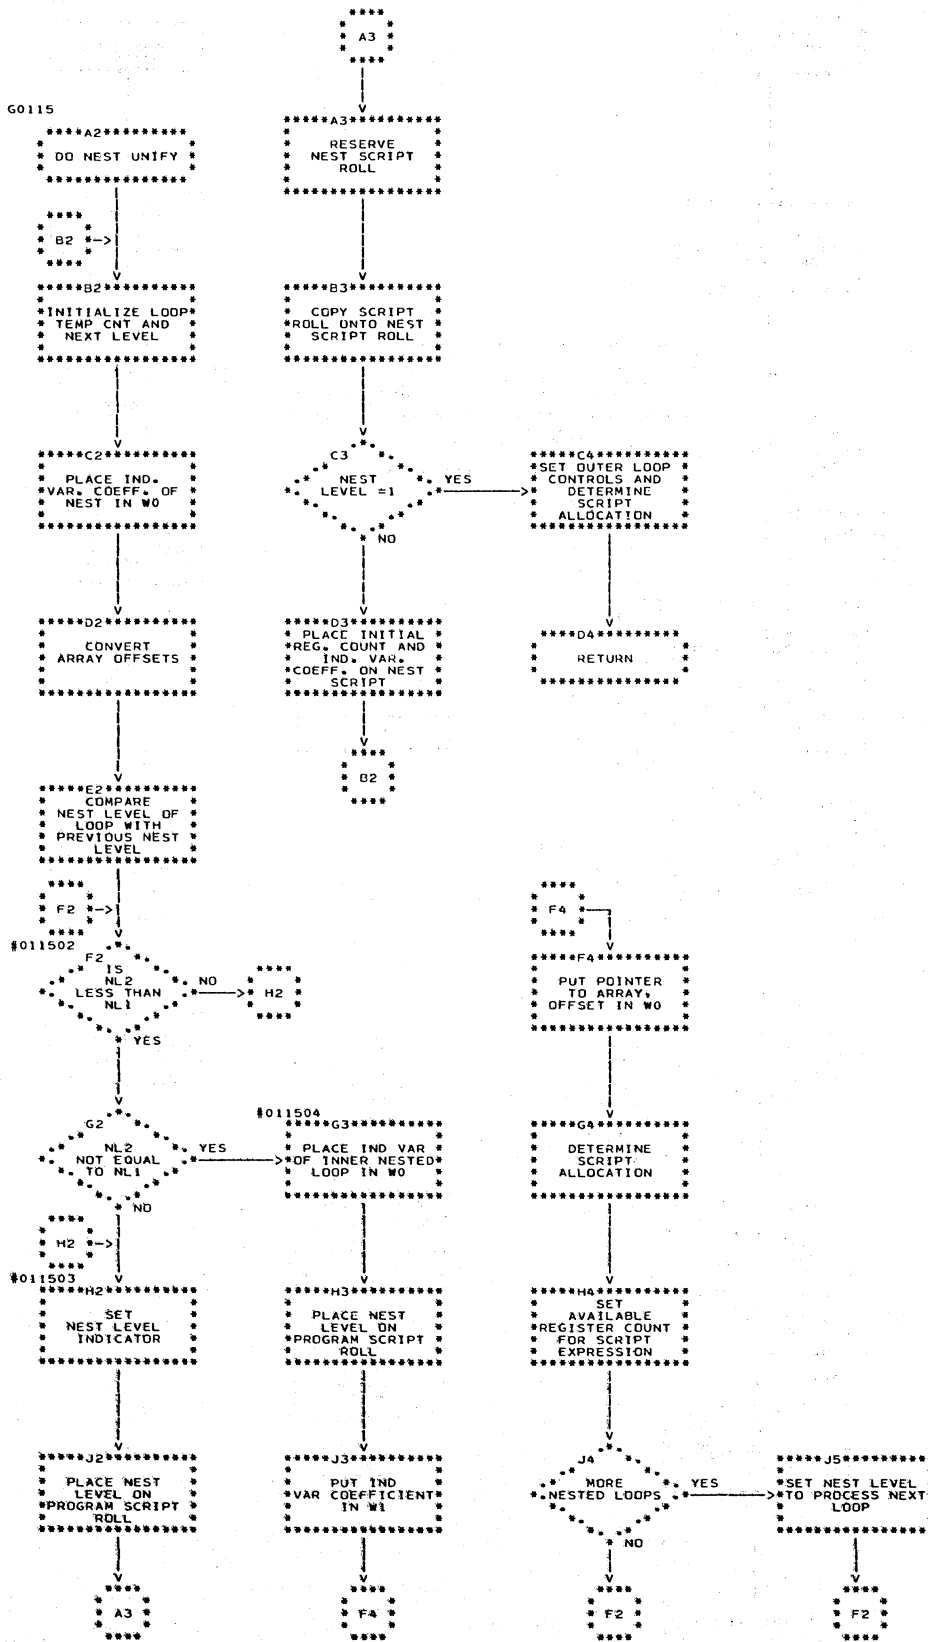 G0115
A2
DO NEST UNIFY
B2
B2
INITIALIZE LOOP
TEMP CNT AND
NEXT LEVEL
C2
PLACE IND.
VAR. COEFF. OF
NEST IN W0
D2
CONVERT
ARRAY OFFSETS
E2
COMPARE
NEST LEVEL OF
LOOP WITH
PREVIOUS NEST
LEVEL
F2
#011502
F2
IS
NL2
LESS THAN
NL1
NO
H2
YES
G2
NL2
NOT EQUAL
TO NL1
YES
NO
H2
#011503
H2
SET
NEST LEVEL
INDICATOR
J2
PLACE NEST
LEVEL ON
PROGRAM SCRIPT
ROLL
A3
A3
A3
RESERVE
NEST SCRIPT
ROLL
B3
COPY SCRIPT
ROLL ONTO NEST
SCRIPT ROLL
C3
NEST
LEVEL =1
YES
NO
D3
PLACE INITIAL
REG. COUNT AND
IND. VAR.
COEFF. ON NEST
SCRIPT
B2
C4
SET OUTER LOOP
CONTROLS AND
DETERMINE
SCRIPT
ALLOCATION
D4
RETURN
#011504
G3
PLACE IND VAR
OF INNER NESTED
LOOP IN W0
H3
PLACE NEST
LEVEL ON
PROGRAM SCRIPT
ROLL
J3
PUT IND
VAR COEFFICIENT
IN W1
F4
F4
F4
PUT POINTER
TO ARRAY,
OFFSET IN W0
G4
DETERMINE
SCRIPT
ALLOCATION
H4
SET
AVAILABLE
REGISTER COUNT
FOR SCRIPT
EXPRESSION
J4
MORE
NESTED LOOPS
YES
NO
F2
J5
SET NEST LEVEL
TO PROCESS NEXT
LOOP
F2